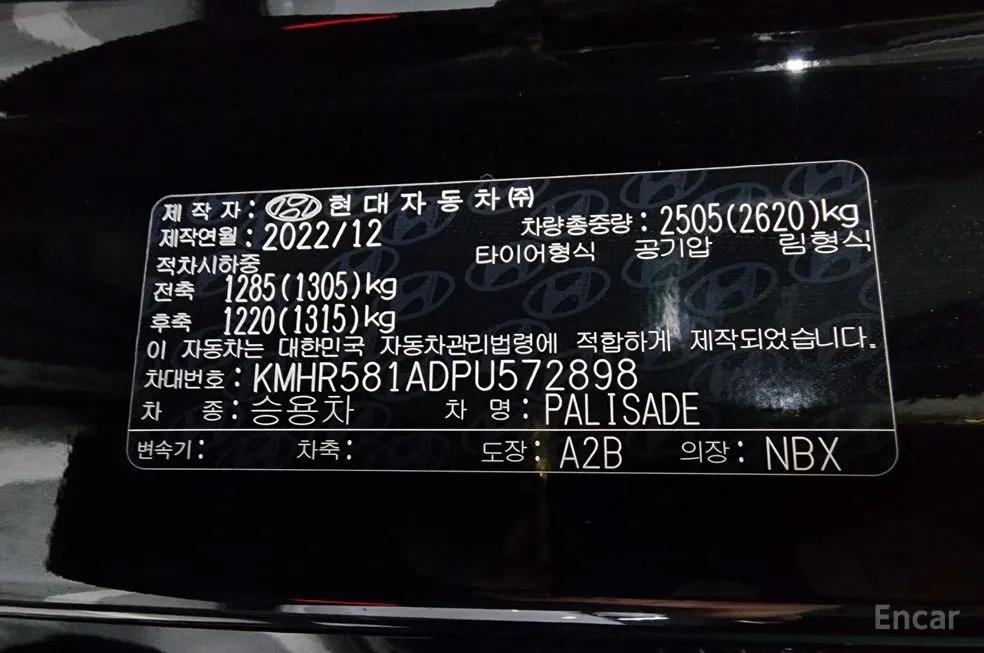 제 작 자 : 현 대 자 동 차 ㈜
제작연월 : 2022/12 차량총중량 : 2505(2620)kg
타이어형식 공기압 림형식
적차시하중
전축 1285(1305)kg
후축 1220(1315)kg
이 자동차는 대한민국 자동차관리법령에 적합하게 제작되었습니다.
차대번호 : KMHR581ADPU572898
차 종 : 승용차 차 명 : PALISADE
변속기 : 차축 : 도장 : A2B 의장 : NBX
Encar